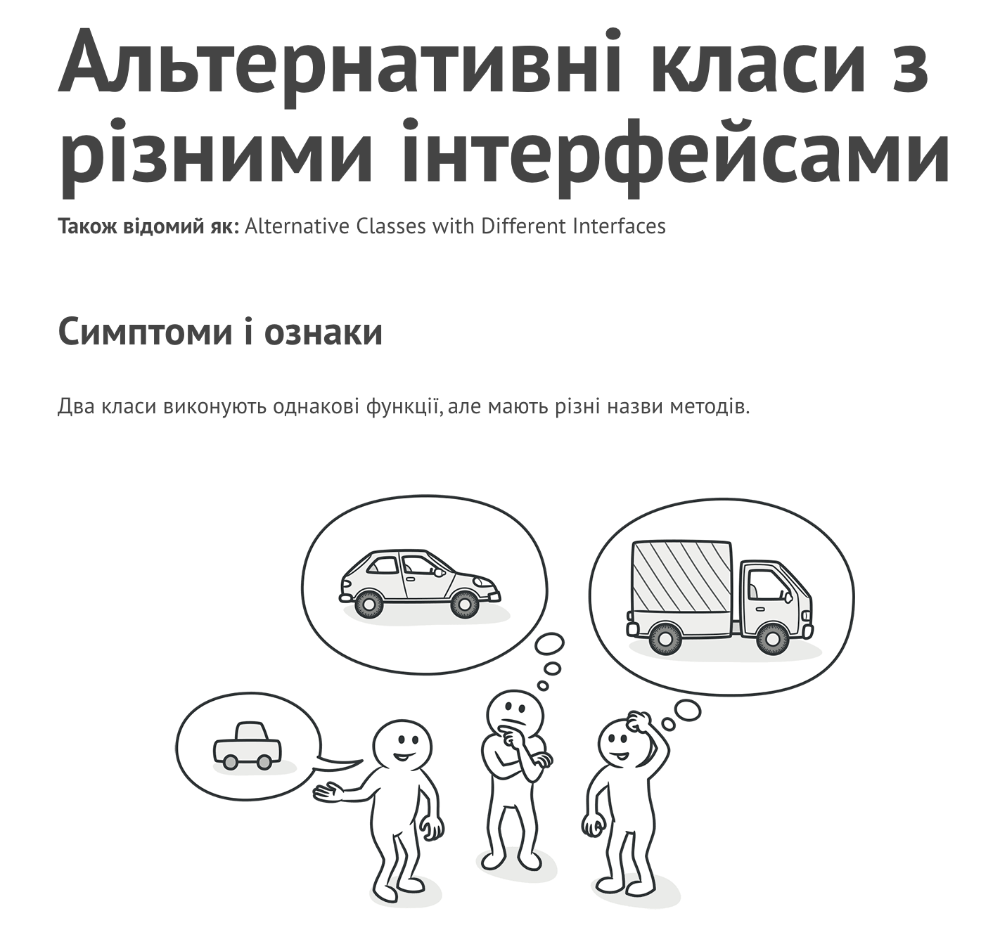 Альтернативні класи з
різними інтерфейсами
Також відомий як: Alternative Classes with Different Interfaces
Симптоми і ознаки
Два класи виконують однакові функції, але мають різні назви методів.